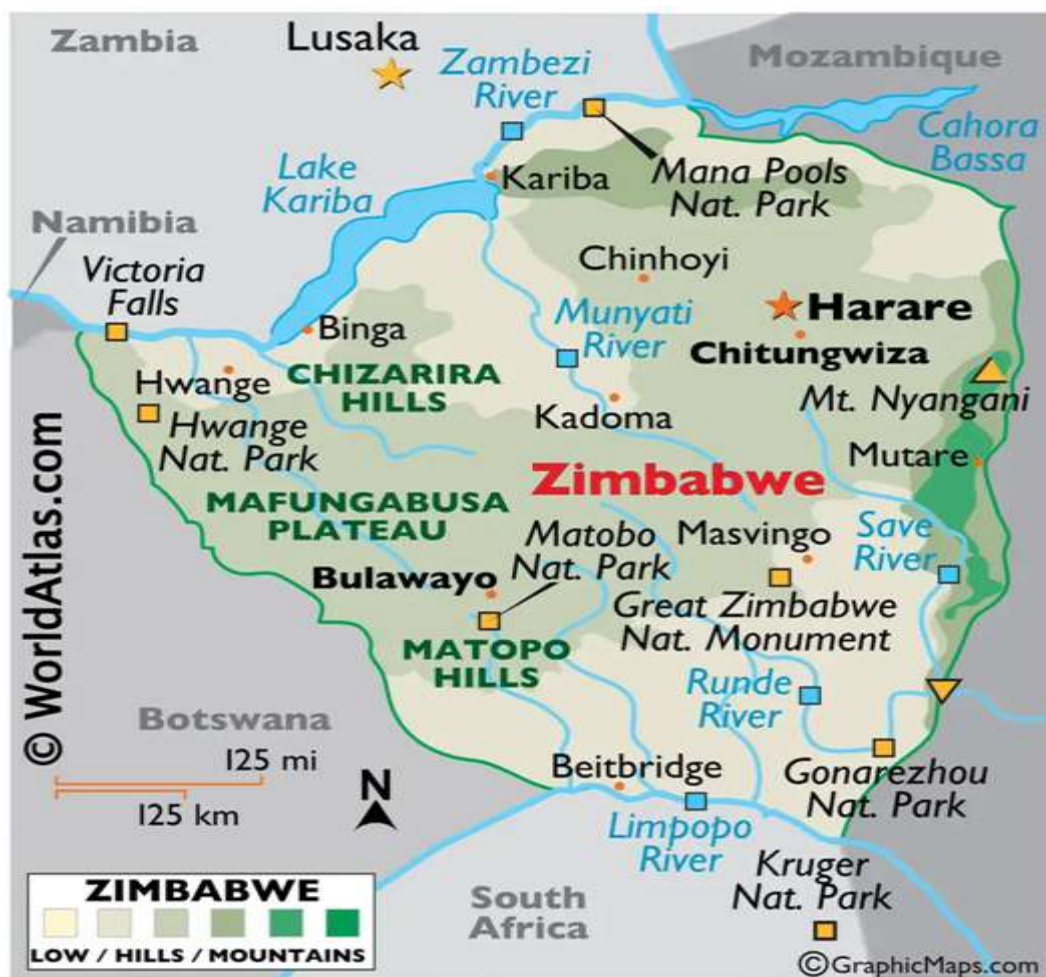 Zambia
Lusaka
Zambezi
River
Mozambique
Cahora
Bassa
Lake
Kariba
Kariba
Mana Pools
Nat. Park
Namibia
Victoria
Falls
Chinhoyi
Binga
Munyati
River
Harare
Chitungwiza
Hwange
CHIZARIRA
HILLS
Hwange
Nat. Park
Kadoma
Mt. Nyangani
Mutare
Zimbabwe
MAFUNGABUSA
PLATEAU
Matobo
Nat. Park
Masvingo
Save
River
Bulawayo
Great Zimbabwe
Nat. Monument
MATOPO
HILLS
Runde
River
© WorldAtlas.com
Botswana
125 mi
125 km
N
Beitbridge
Gonarezhou
Nat. Park
Limpopo
River
Kruger
Nat. Park
South
Africa
ZIMBABWE
LOW / HILLS / MOUNTAINS
©GraphicMaps.com